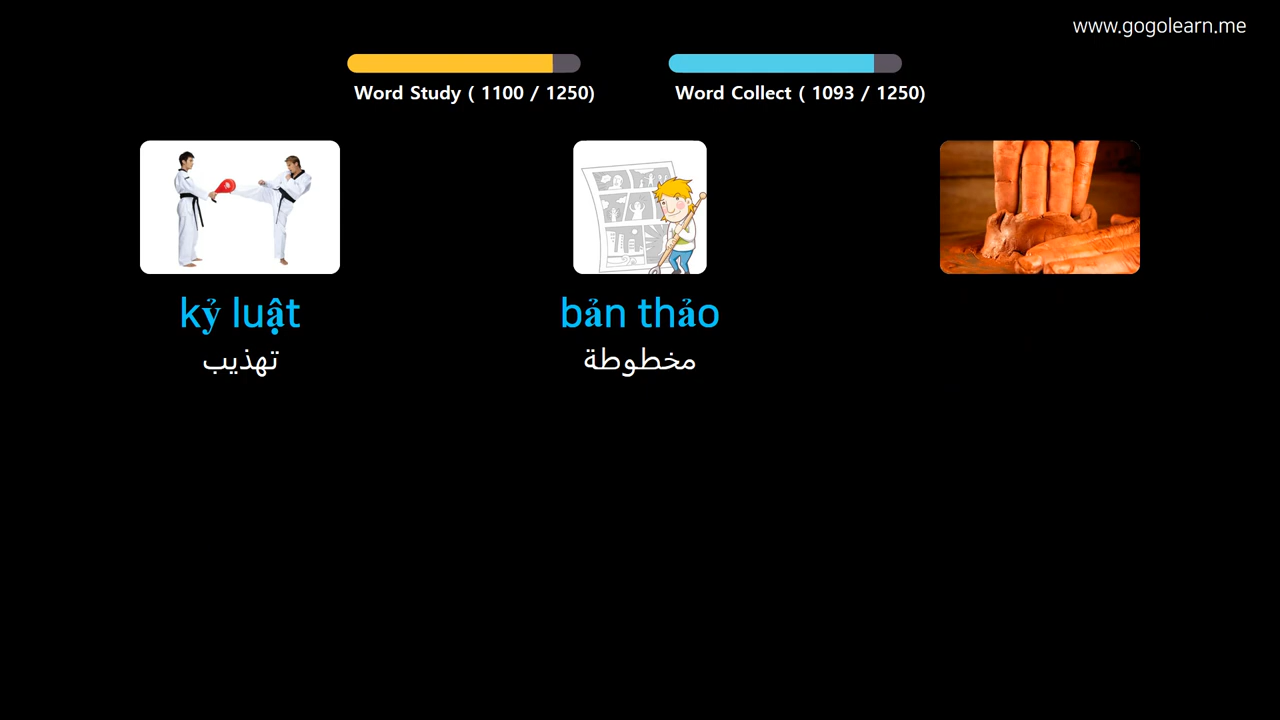 www.gogolearn.me
Word Study ( 1100 / 1250)
Word Collect ( 1093 / 1250)
kỷ luật
تهذيب
bản thảo
مخطوطة